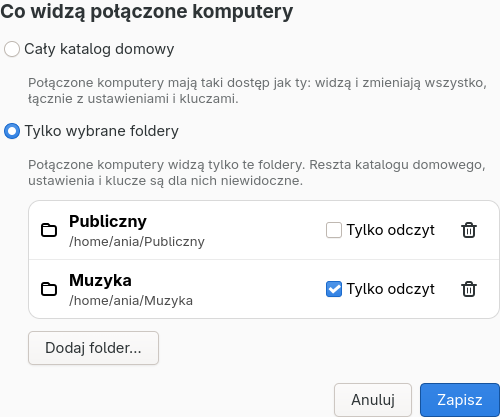 Co widzą połączone komputery
Cały katalog domowy
Połączone komputery mają taki dostęp jak ty: widzą i zmieniają wszystko,
łącznie z ustawieniami i kluczami.
Tylko wybrane foldery
Połączone komputery widzą tylko te foldery. Reszta katalogu domowego,
ustawienia i klucze są dla nich niewidoczne.
Publiczny
/home/ania/Publiczny
Tylko odczyt
Muzyka
/home/ania/Muzyka
Tylko odczyt
Dodaj folder...
Anuluj
Zapisz